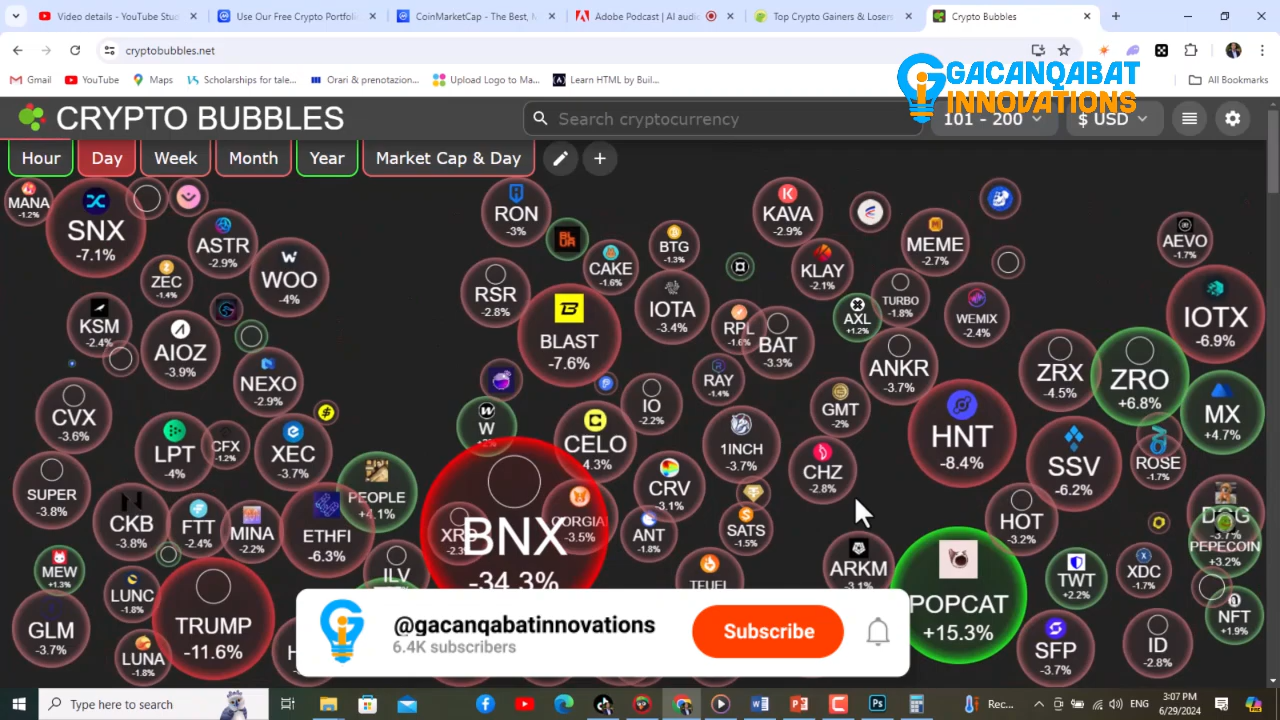 Video details - YouTube Stu
Use Our Free Crypto Portfoli
CoinMarketCap - The Best, N
Adobe Podcast | AI audi
Top Crypto Gainers & Losers
Crypto Bubbles
cryptobubbles.net
Gmail
YouTube
Maps
Scholarships for tale...
Orari & prenotazion...
Upload Logo to Ma...
Learn HTML by Buil...
All Bookmarks
GACANQABAT
INNOVATIONS
CRYPTO BUBBLES
Search cryptocurrency
101 - 200
$ USD
Hour
Day
Week
Month
Year
Market Cap & Day
MANA
-1.2%
SNX
-7.1%
ASTR
-2.9%
ZEC
-1.4%
WOO
-4%
RON
-3%
BLUR
CAKE
-1.6%
BTG
-1.3%
KAVA
-2.9%
KLAY
-2.1%
MEME
-2.7%
AEVO
-1.7%
KSM
-2.4%
AIOZ
-3.9%
RSR
-2.8%
BLAST
-7.6%
IOTA
-3.4%
RPL
-1.6%
BAT
-3.3%
AXL
+1.2%
TURBO
-1.8%
WEMIX
-2.4%
IOTX
-6.9%
NEXO
-2.9%
RAY
-1.4%
ANKR
-3.7%
ZRX
-4.5%
ZRO
+6.8%
MX
+4.7%
CVX
-3.6%
LPT
-4%
CFX
-1.2%
XEC
-3.7%
W
+2%
CELO
-4.3%
IO
-2.2%
1INCH
-3.7%
GMT
-2%
HNT
-8.4%
SSV
-6.2%
ROSE
-1.7%
SUPER
-3.8%
CKB
-3.8%
FTT
-2.4%
MINA
-2.2%
ETHFI
-6.3%
PEOPLE
+4.1%
BNX
-34.3%
-3.5%
CRV
-3.1%
ANT
-1.8%
SATS
-1.5%
CHZ
-2.8%
HOT
-3.2%
-3.7%
PEPECOIN
+3.2%
MEW
+1.3%
LUNC
-1.8%
ILV
ARKM
-3.1%
POPCAT
+15.3%
TWT
+2.2%
XDC
-1.7%
NFT
+1.9%
GLM
-3.7%
LUNA
-1.8%
TRUMP
-11.6%
SFP
-3.7%
ID
-2.8%
@gacanqabatinnovations
6.4K subscribers
Subscribe
Type here to search
Rec...
ENG
3:07 PM
6/29/2024